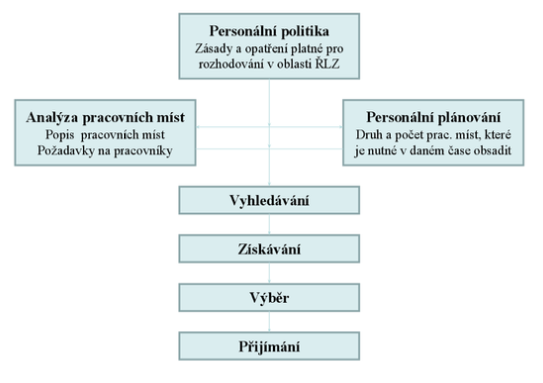 Personální politika
Zásady a opatření platné pro
rozhodování v oblasti ŘLZ
Analýza pracovních míst
Popis pracovních míst
Požadavky na pracovníky
Personální plánování
Druh a počet prac. míst, které
je nutné v daném čase obsadit
Vyhledávání
Získávání
Výběr
Přijímání